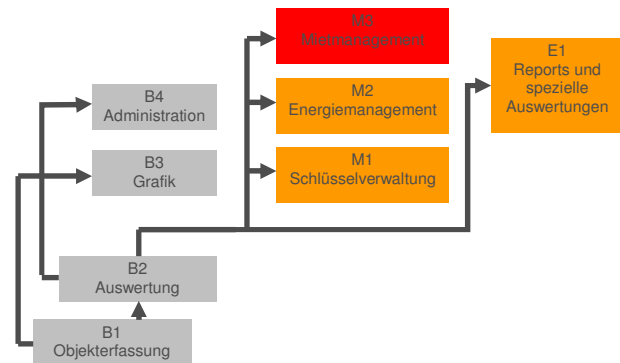 M3
Mietmanagement
E1
Reports und
spezielle
Auswertungen
B4
Administration
M2
Energiemanagement
B3
Grafik
M1
Schlüsselverwaltung
B2
Auswertung
B1
Objekterfassung